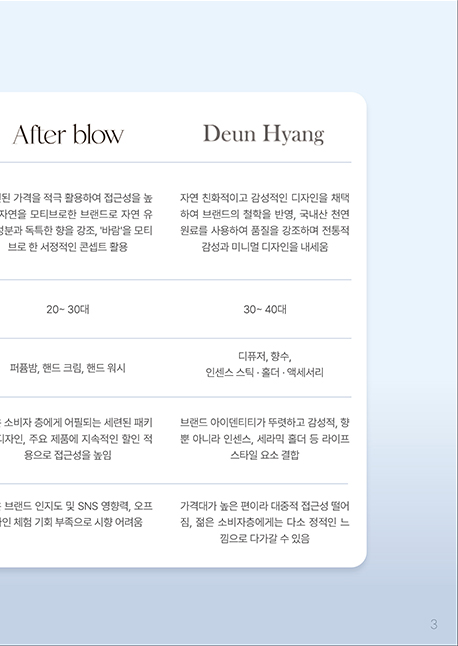 After blow
Deun Hyang
가격을 적극 활용하여 접근성을 높
자연을 모티브로한 브랜드로 자연 유
독특한 향을 강조, '바람'을 모티
브로 한 서정적인 콘셉트 활용
자연 친화적이고 감성적인 디자인을 채택
하여 브랜드의 철학을 반영, 국내산 천연
원료를 사용하여 품질을 강조하며 전통적
감성과 미니멀 디자인을 내세움
20~ 30대
30~ 40대
퍼퓸밤, 핸드 크림, 핸드 워시
디퓨저, 향수,
인센스 스틱 · 홀더 · 액세서리
소비자 층에게 어필되는 세련된 패키
디자인, 주요 제품에 지속적인 할인 적
용으로 접근성을 높임
브랜드 아이덴티티가 뚜렷하고 감성적, 향
뿐 아니라 인센스, 세라믹 홀더 등 라이프
스타일 요소 결합
브랜드 인지도 및 SNS 영향력, 오프
체험 기회 부족으로 시향 어려움
가격대가 높은 편이라 대중적 접근성 떨어
짐, 젊은 소비자층에게는 다소 정적인 느
낌으로 다가갈 수 있음
3